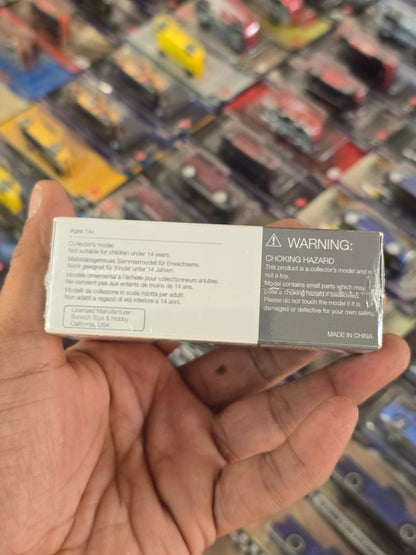 Ages 14+
Collector's model.
Not suitable for children under 14 years.
Maßstabsgetreues Sammlermodell für Erwachsene.
Nicht geeignet für Kinder unter 14 Jahren.
Modèle ornemental à l'échelle pour collectionneurs adultes.
Ne convient pas aux enfants de moins de 14 ans.
Modelli da collezione in scala ridotta per adulti.
Non adatti a ragazzi di età inferiore a 14 anni.
Licensed Manufacturer:
Sunrich Toys & Hobby
California, USA
⚠ WARNING:
CHOKING HAZARD
This product is a collector's model and is
not a toy.
Model contains small parts which may
pose a choking hazard if swallowed.
Please do not touch the model if it is
damaged or defective for your own safety.
MADE IN CHINA